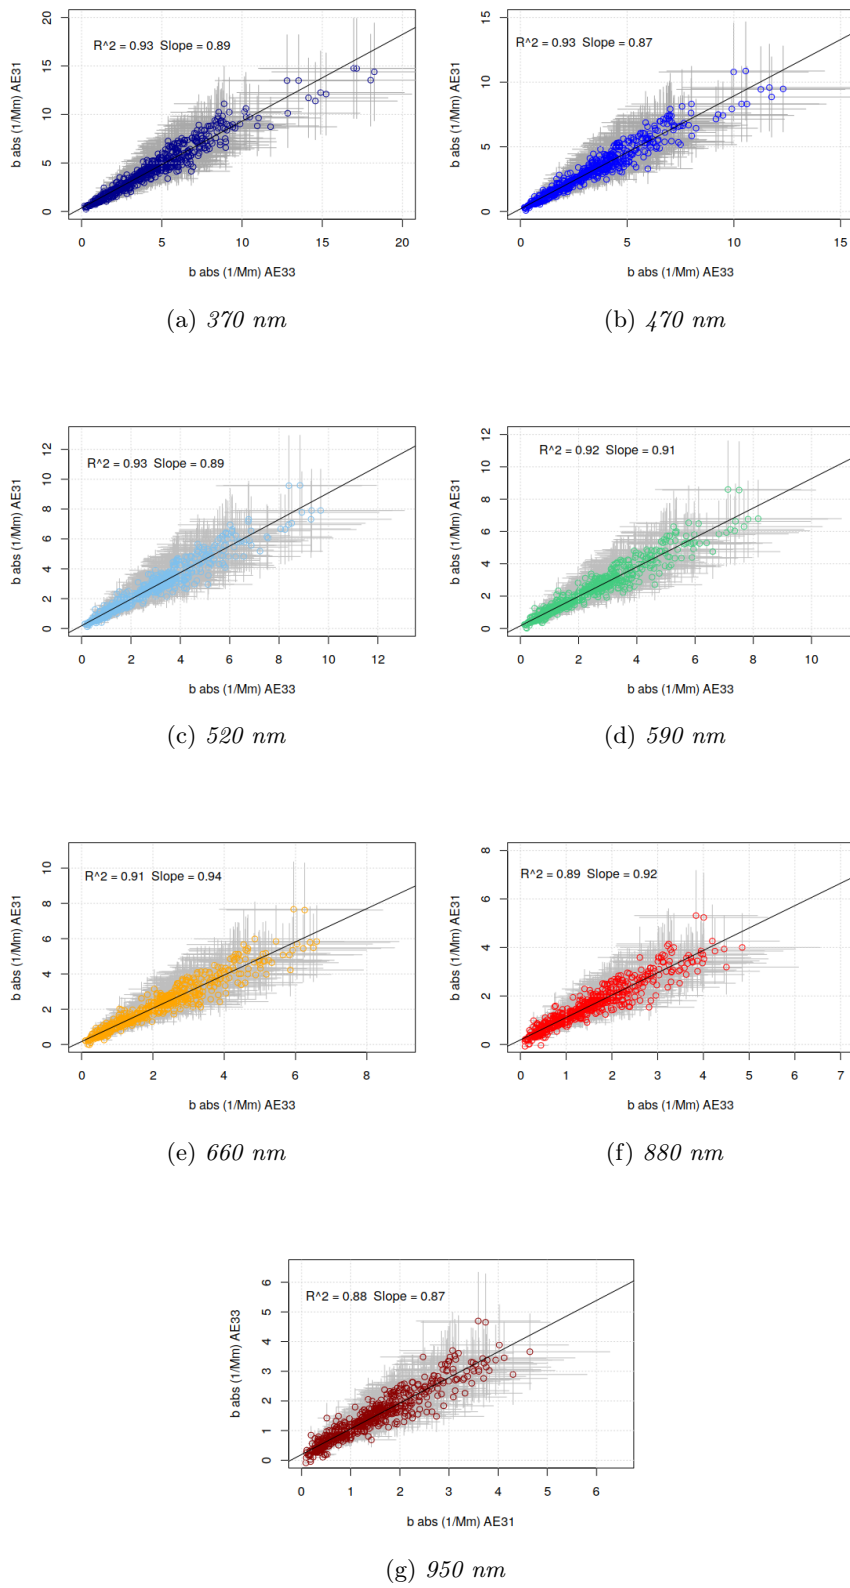 R^2 = 0.93 Slope = 0.89
b abs (1/Mm) AE31
0 5 10 15 20
0 5 10 15 20
b abs (1/Mm) AE33
(a) 370 nm
R^2 = 0.93 Slope = 0.87
b abs (1/Mm) AE31
0 5 10 15
0 5 10 15
b abs (1/Mm) AE33
(b) 470 nm
R^2 = 0.93 Slope = 0.89
b abs (1/Mm) AE31
0 2 4 6 8 10 12
0 2 4 6 8 10 12
b abs (1/Mm) AE33
(c) 520 nm
R^2 = 0.92 Slope = 0.91
b abs (1/Mm) AE31
0 2 4 6 8 10 12
0 2 4 6 8 10
b abs (1/Mm) AE33
(d) 590 nm
R^2 = 0.91 Slope = 0.94
b abs (1/Mm) AE31
0 2 4 6 8 10
0 2 4 6 8
b abs (1/Mm) AE33
(e) 660 nm
R^2 = 0.89 Slope = 0.92
b abs (1/Mm) AE31
0 2 4 6 8
0 1 2 3 4 5 6 7
b abs (1/Mm) AE33
(f) 880 nm
R^2 = 0.88 Slope = 0.87
b abs (1/Mm) AE33
0 1 2 3 4 5 6
0 1 2 3 4 5 6
b abs (1/Mm) AE31
(g) 950 nm